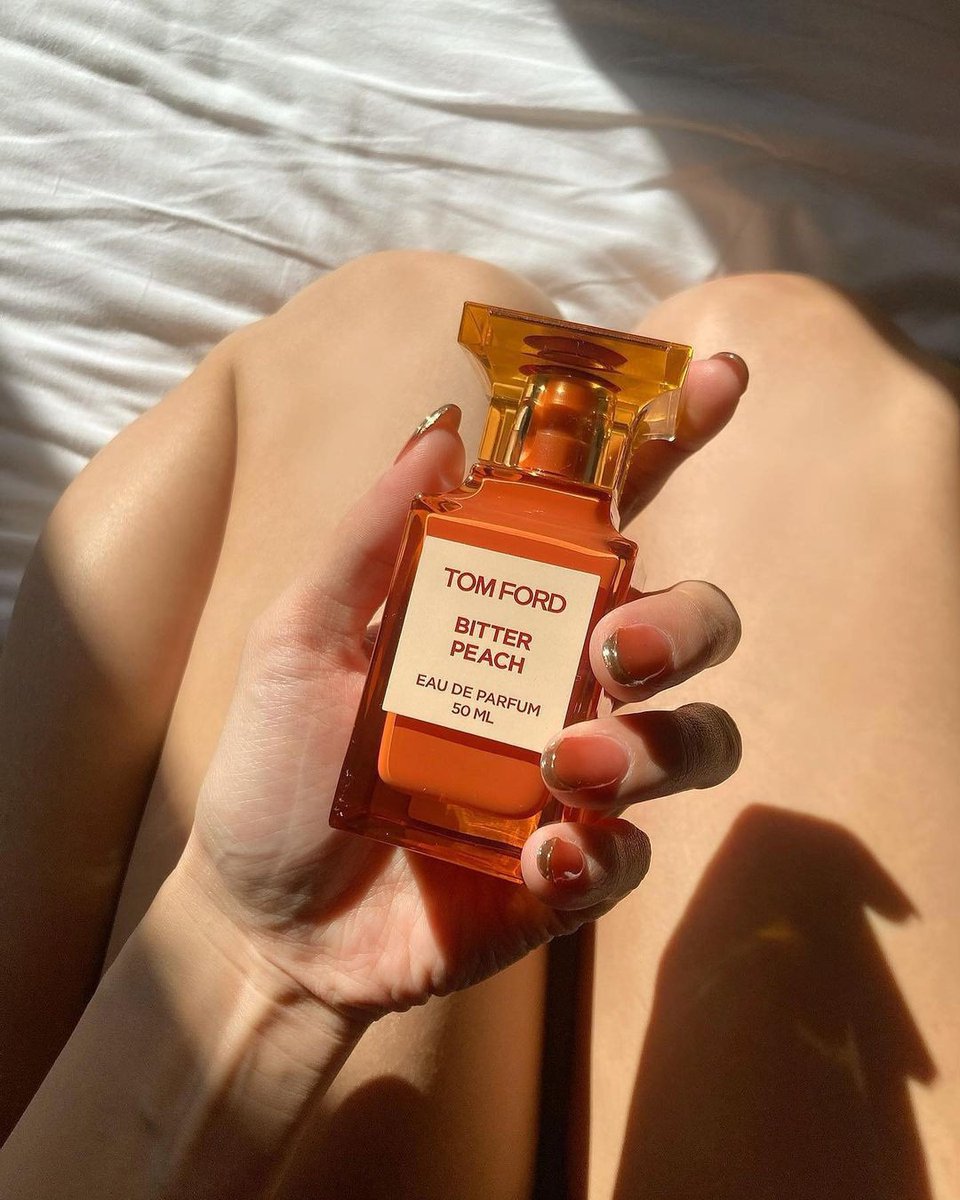 TOM FORD
BITTER
PEACH
EAU DE PARFUM
50 ML